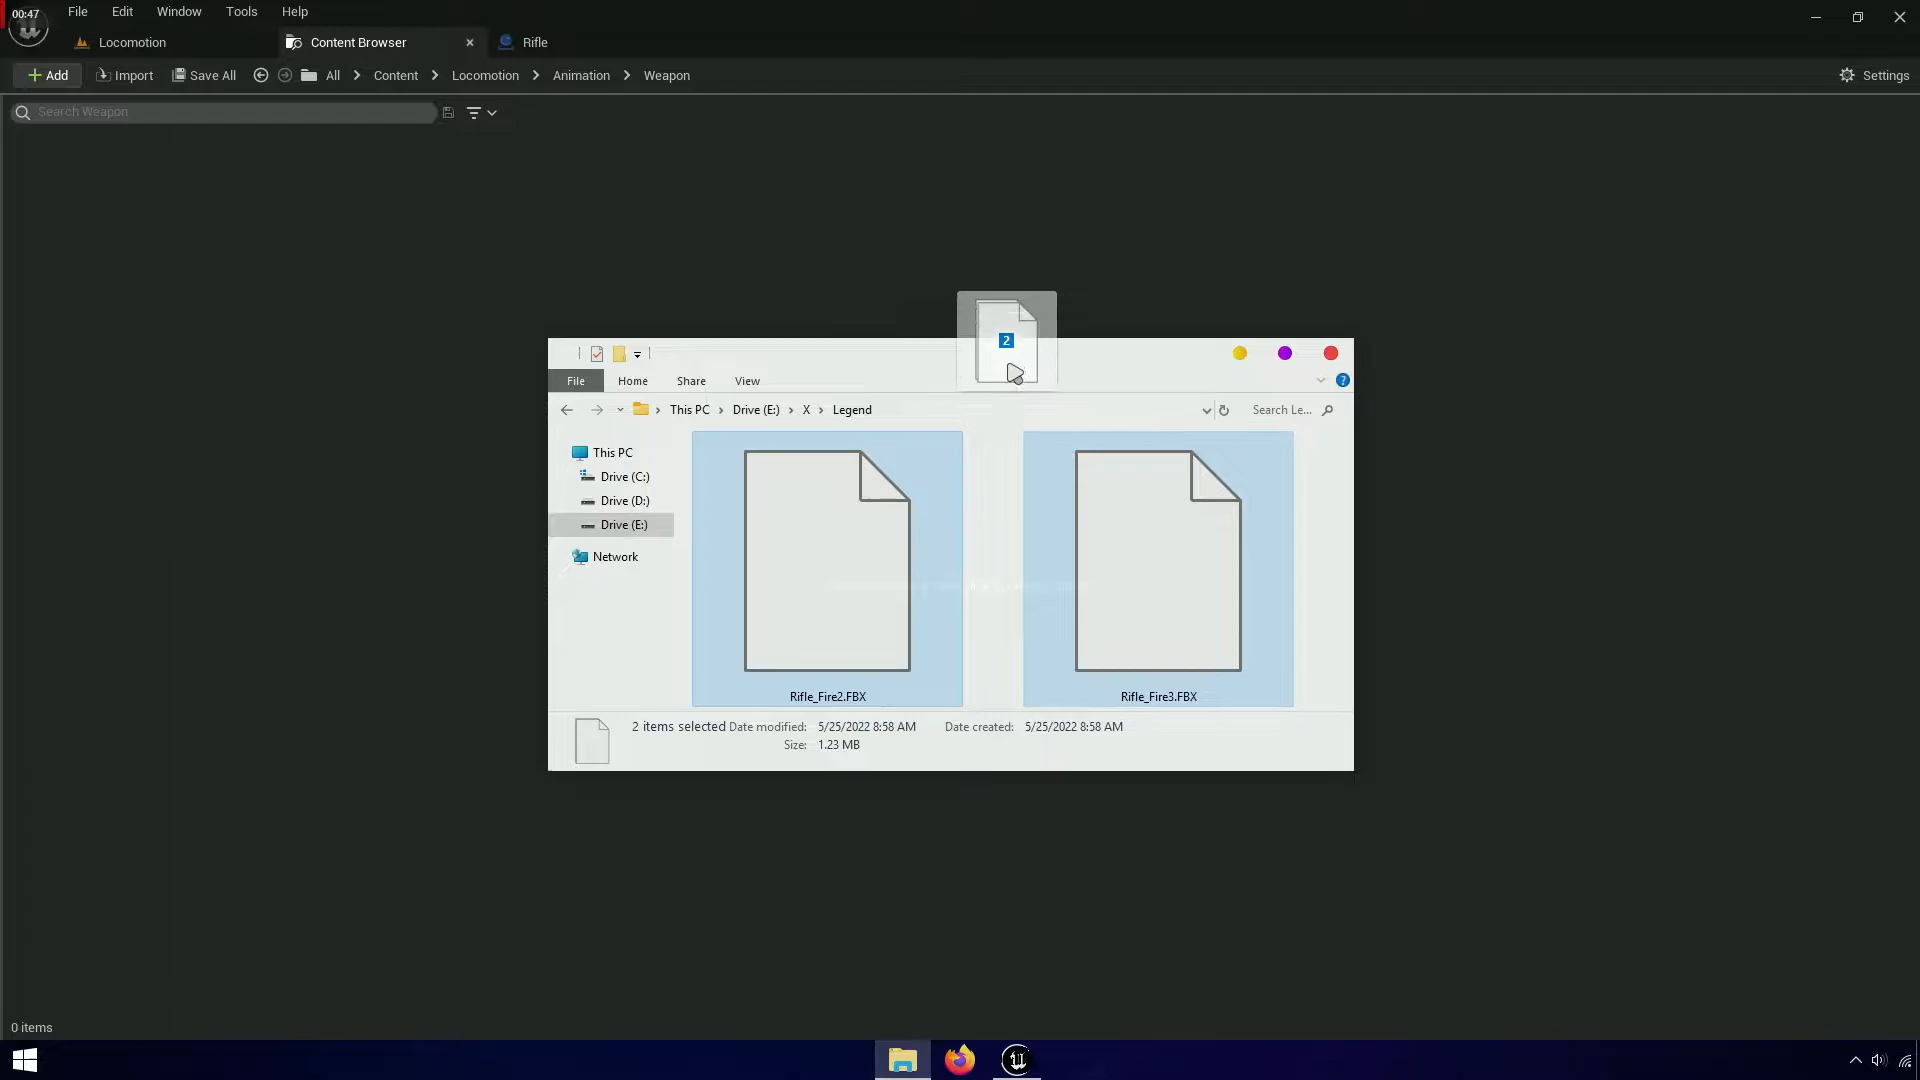 00:47
File Edit Window Tools Help
Locomotion Content Browser Rifle
Add Import Save All All Content Locomotion Animation Weapon Settings
Search Weapon
2
File Home Share View
This PC Drive (E:) X Legend Search Le...
This PC
Drive (C:)
Drive (D:)
Drive (E:)
Network
Rifle_Fire2.FBX Rifle_Fire3.FBX
2 items selected Date modified: 5/25/2022 8:58 AM Date created: 5/25/2022 8:58 AM
Size: 1.23 MB
0 items